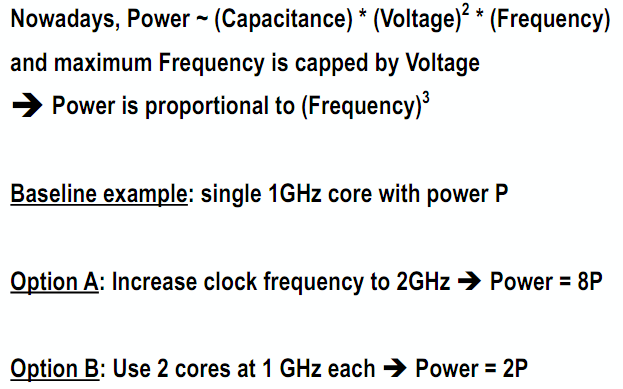 Nowadays, Power ~ (Capacitance) * (Voltage)² * (Frequency)
and maximum Frequency is capped by Voltage
➔ Power is proportional to (Frequency)³
Baseline example: single 1GHz core with power P
Option A: Increase clock frequency to 2GHz ➔ Power = 8P
Option B: Use 2 cores at 1 GHz each ➔ Power = 2P